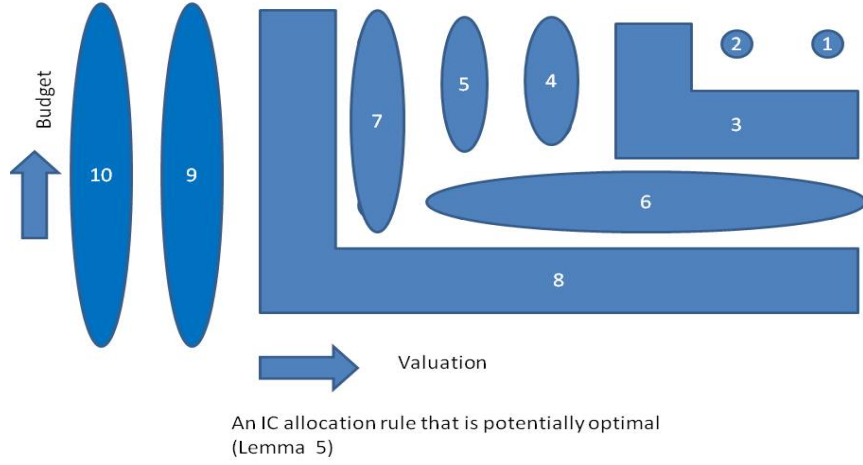 2
1
5
4
7
3
Budget
10
9
6
8
Valuation
An IC allocation rule that is potentially optimal
(Lemma 5)